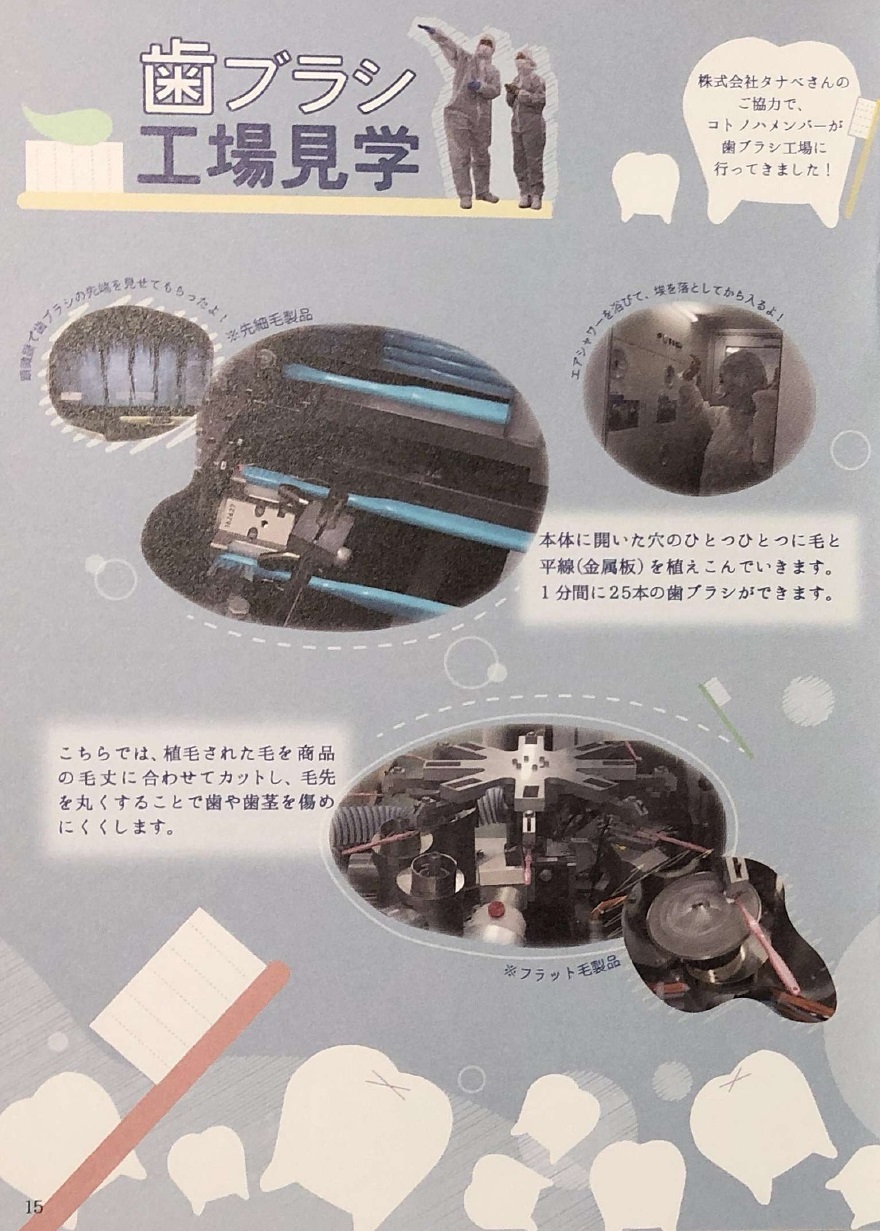 歯ブラシ
工場見学
株式会社タナベさんの
ご協力で、
コトノハメンバーが
歯ブラシ工場に
行ってきました！
顕微鏡で歯ブラシの先端を見せてもらったよ！
※先細毛製品
エアシャワーを浴びて、埃を落としてから入るよ！
本体に開いた穴のひとつひとつに毛と
平線(金属板)を植えこんでいきます。
1分間に25本の歯ブラシができます。
こちらでは、植毛された毛を商品
の毛丈に合わせてカットし、毛先
を丸くすることで歯や歯茎を傷め
にくくします。
※フラット毛製品
15